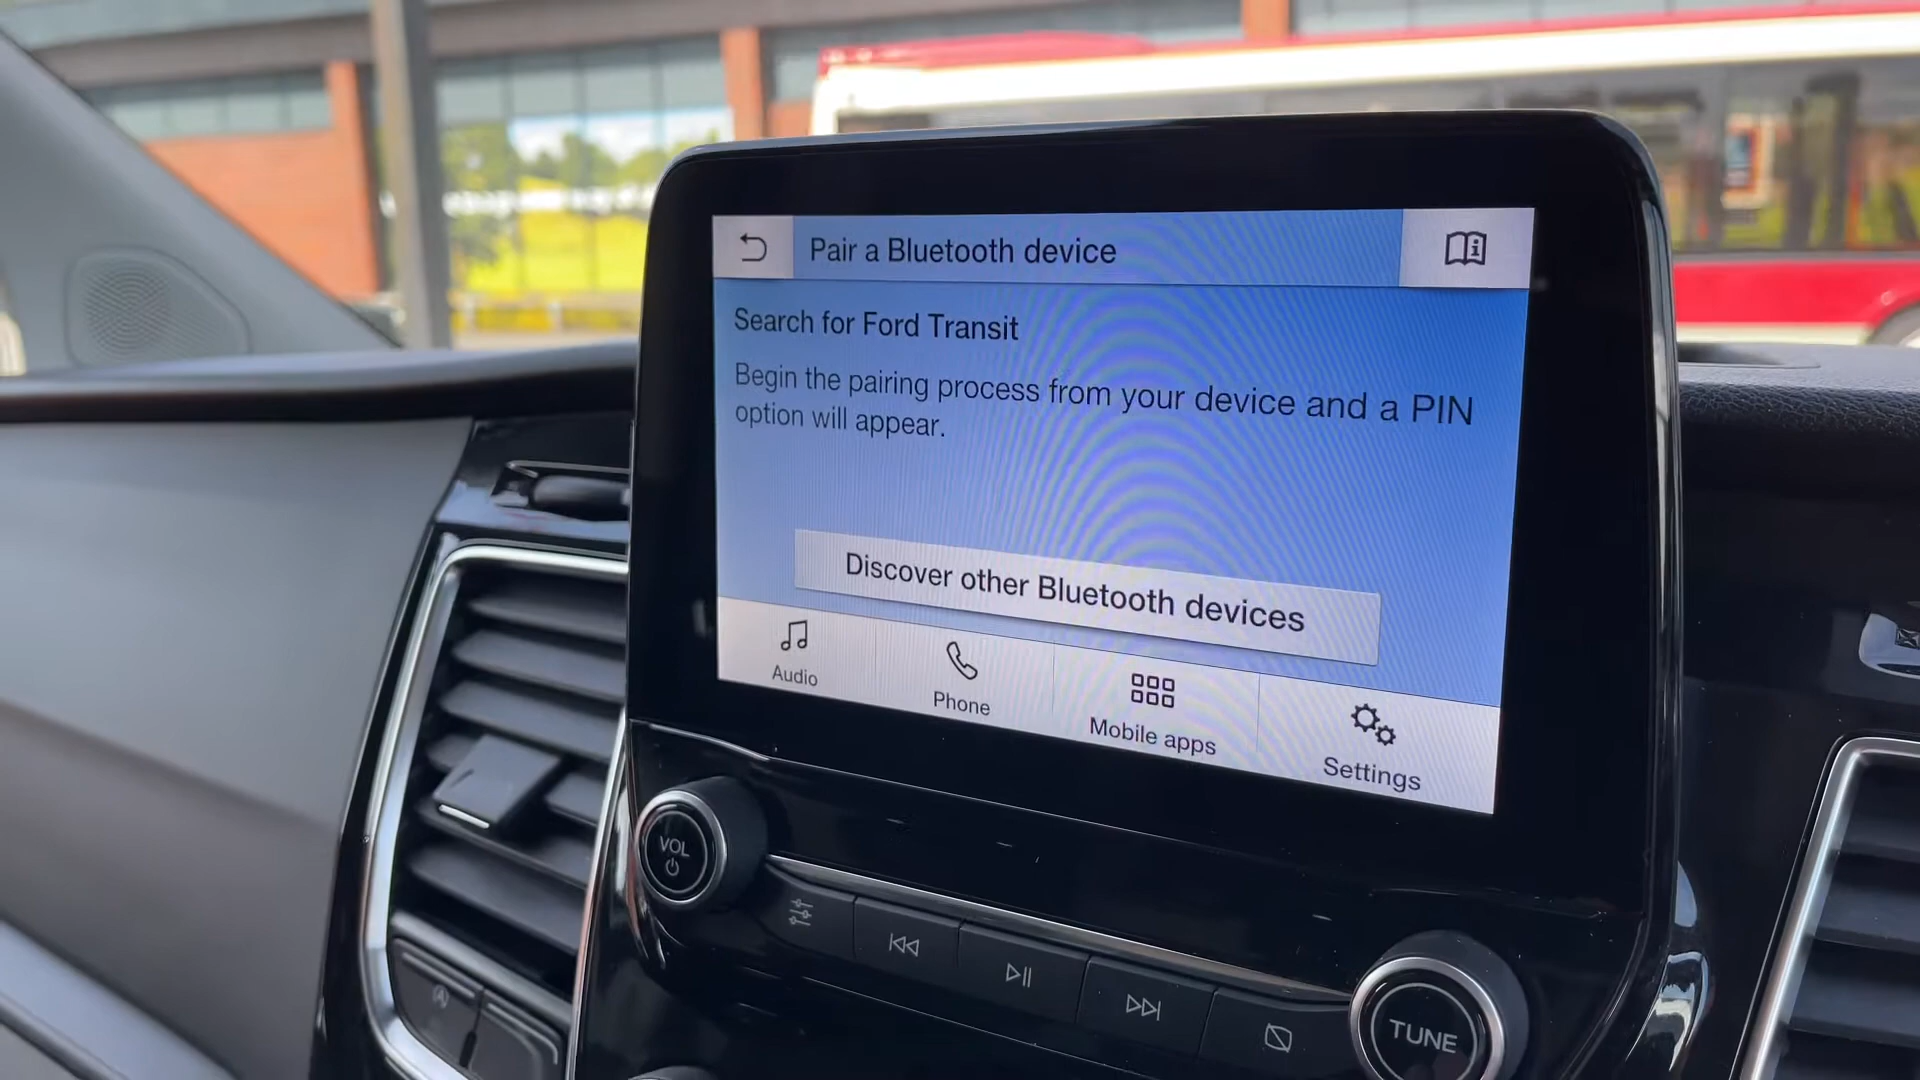 Pair a Bluetooth device
Search for Ford Transit
Begin the pairing process from your device and a PIN
option will appear.
Discover other Bluetooth devices
Audio
Phone
Mobile apps
Settings
VOL
TUNE